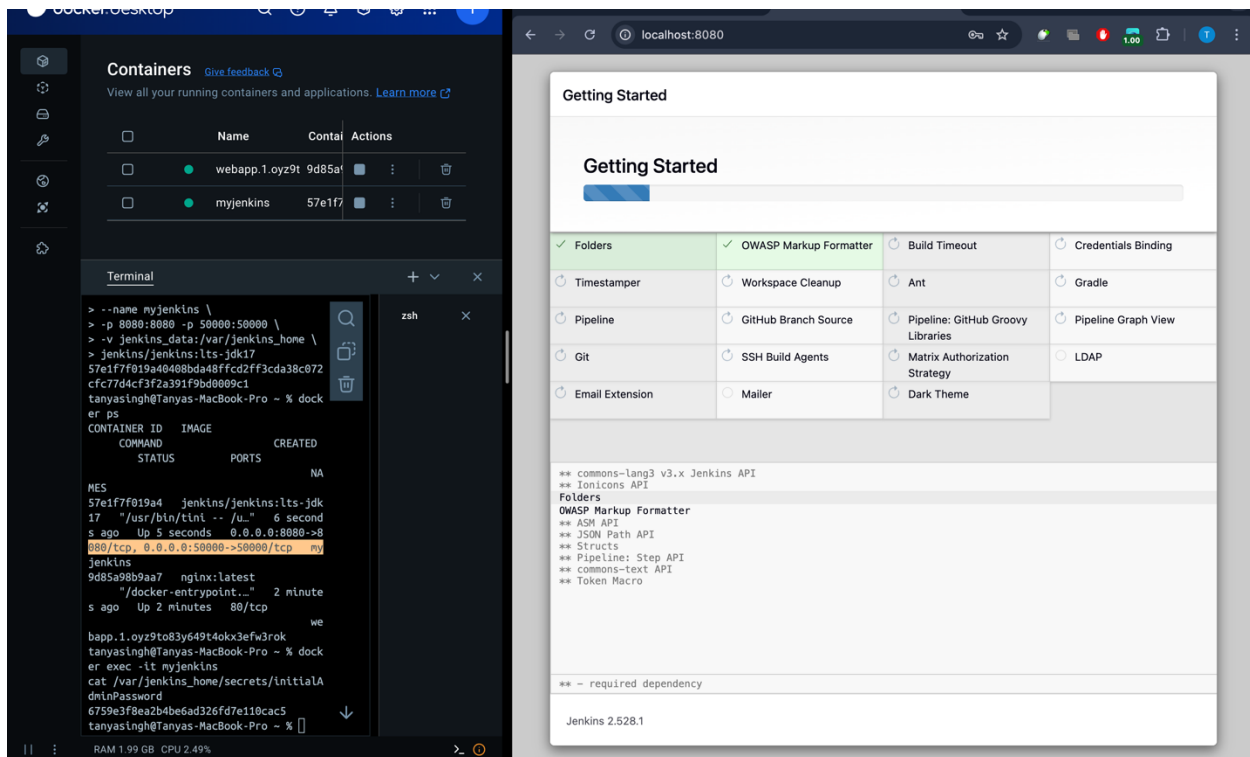 docker.desktop
Containers Give feedback
View all your running containers and applications. Learn more
Name Contai Actions
webapp.1.oyz9t 9d85a9
myjenkins 57e1f7
Terminal
zsh
> --name myjenkins \
> -p 8080:8080 -p 50000:50000 \
> -v jenkins_data:/var/jenkins_home \
> jenkins/jenkins:lts-jdk17
57e1f7f019a40408bda48ffcd2ff3cda38c072
cfc77d4cf3f2a391f9bd0009c1
tanyasingh@Tanyas-MacBook-Pro ~ % dock
er ps
CONTAINER ID IMAGE
COMMAND CREATED
STATUS PORTS
NA
MES
57e1f7f019a4 jenkins/jenkins:lts-jdk
17 "/usr/bin/tini -- /u…" 6 second
s ago Up 5 seconds 0.0.0.0:8080->8
080/tcp, 0.0.0.0:50000->50000/tcp my
jenkins
9d85a98b9aa7 nginx:latest
"/docker-entrypoint.…" 2 minute
s ago Up 2 minutes 80/tcp
we
bapp.1.oyz9to83y649t4okx3efw3rok
tanyasingh@Tanyas-MacBook-Pro ~ % dock
er exec -it myjenkins
cat /var/jenkins_home/secrets/initialA
dminPassword
6759e3f8ea2b4be6ad326fd7e110cac5
tanyasingh@Tanyas-MacBook-Pro ~ %
RAM 1.99 GB CPU 2.49%
localhost:8080
1.00
T
Getting Started
Getting Started
Folders OWASP Markup Formatter Build Timeout Credentials Binding
Timestamper Workspace Cleanup Ant Gradle
Pipeline GitHub Branch Source Pipeline: GitHub Groovy Pipeline Graph View
Libraries
Git SSH Build Agents Matrix Authorization LDAP
Strategy
Email Extension Mailer Dark Theme
** commons-lang3 v3.x Jenkins API
** Ionicons API
Folders
OWASP Markup Formatter
** ASM API
** JSON Path API
** Structs
** Pipeline: Step API
** commons-text API
** Token Macro
** - required dependency
Jenkins 2.528.1